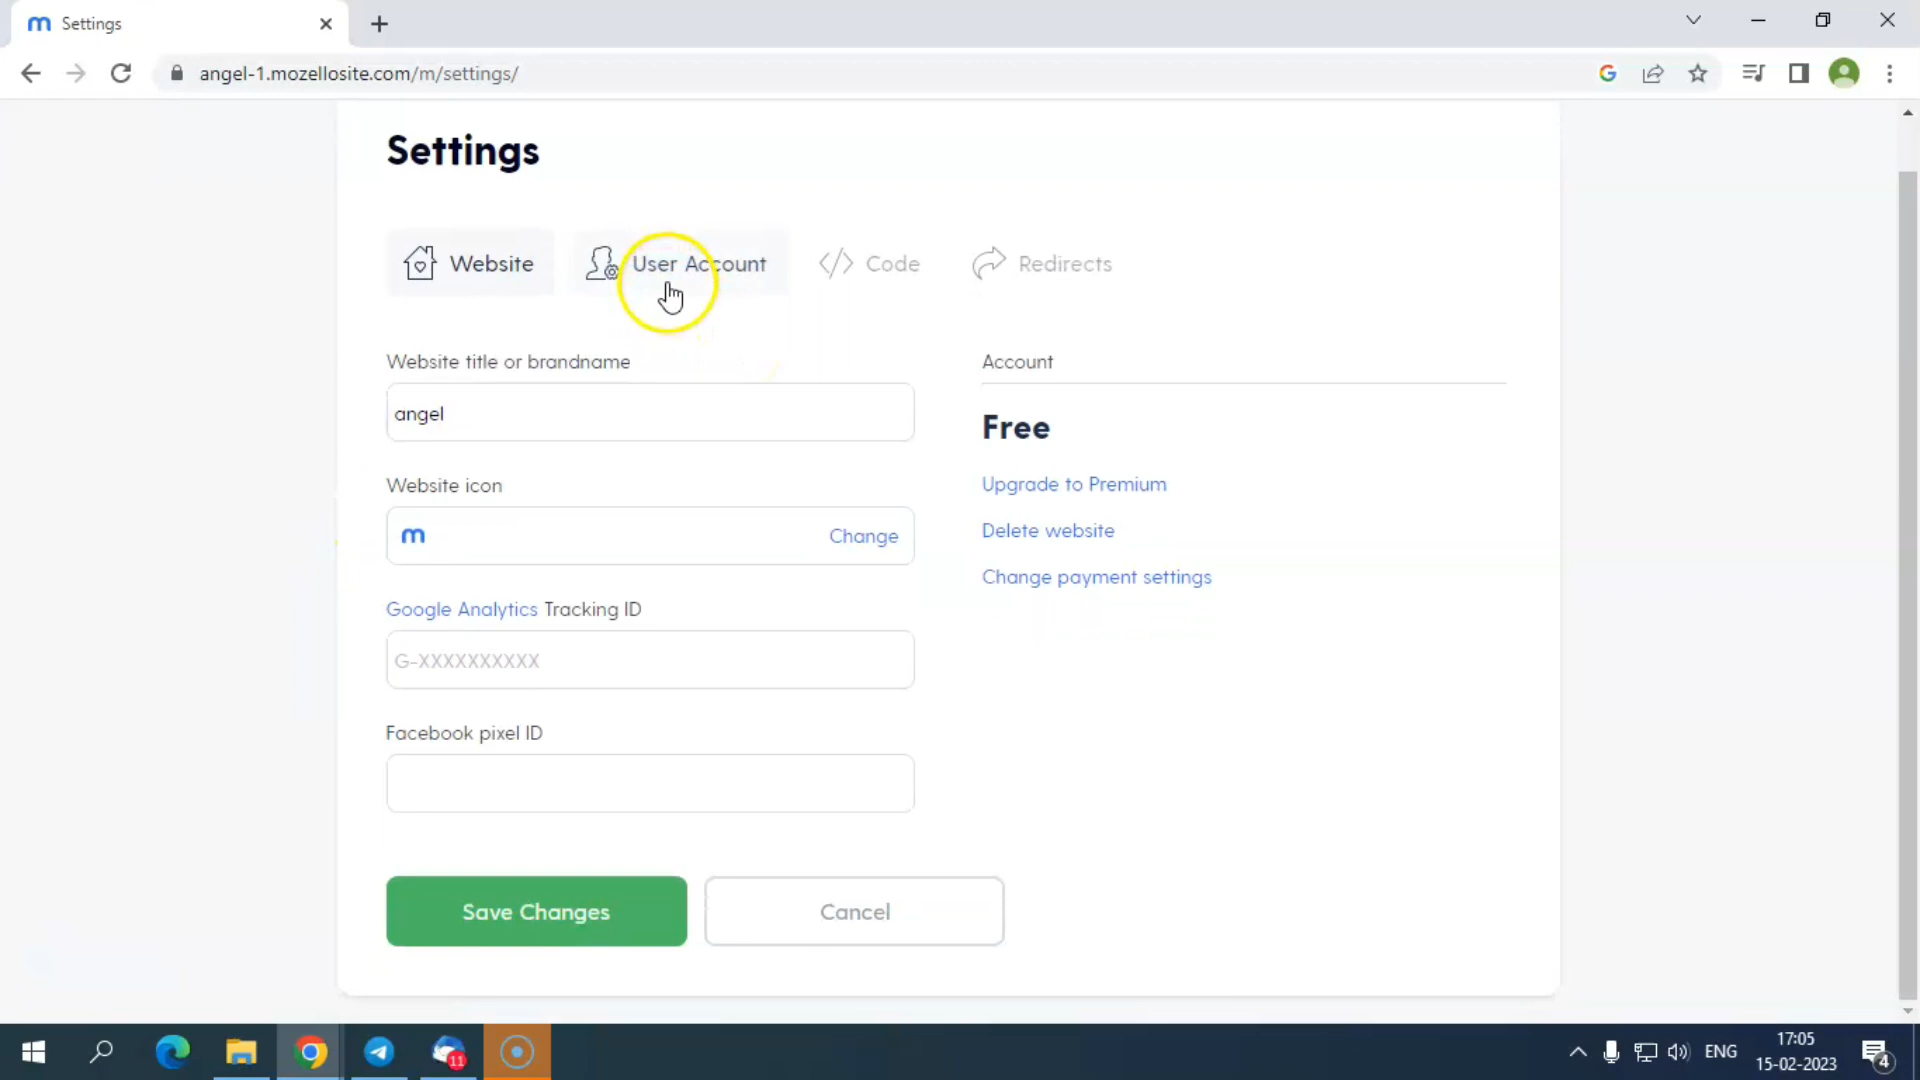 Settings
angel-1.mozellosite.com/m/settings/
Settings
Website User Account </> Code Redirects
Website title or brandname
angel
Website icon
m Change
Google Analytics Tracking ID
G-XXXXXXXXXX
Facebook pixel ID
Account
Free
Upgrade to Premium
Delete website
Change payment settings
Save Changes Cancel
11
ENG
17:05
15-02-2023
4